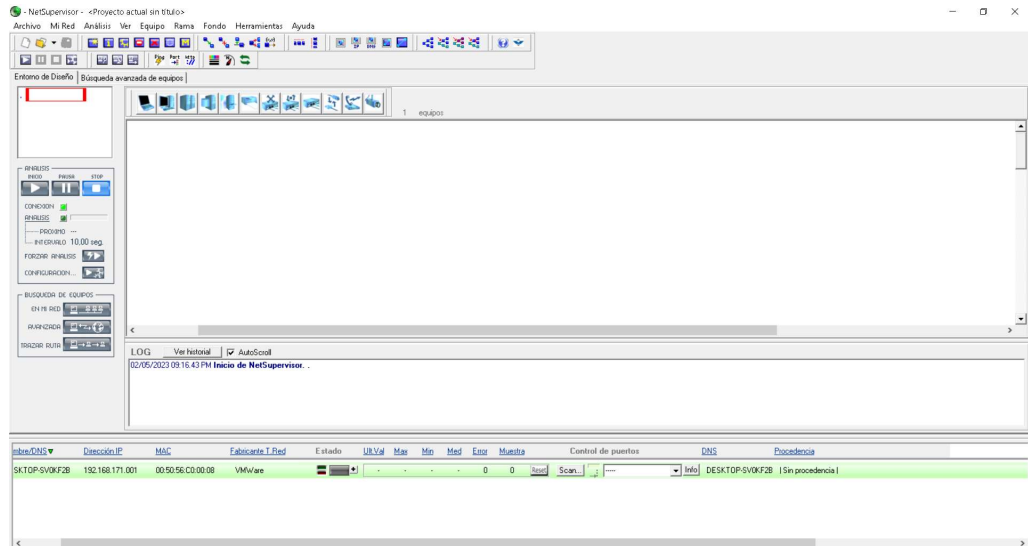 - NetSupervisor - <Proyecto actual sin título>
Archivo Mi Red Análisis Ver Equipo Rama Fondo Herramientas Ayuda
Ping Port http
Entorno de Diseño Búsqueda avanzada de equipos
1 equipos
ANALISIS
INICIO PAUSA STOP
CONEXION
ANALISIS
PROXIMO ---
INTERVALO 10,00 seg.
FORZAR ANALISIS
CONFIGURACION...
BUSQUEDA DE EQUIPOS
EN MI RED
AVANZADA
TRAZAR RUTA
LOG Ver historial AutoScroll
02/05/2023 09:16:43 PM Inicio de NetSupervisor. .
mbre/DNS Dirección IP MAC Fabricante T.Red Estado Ult.Val Max Min Med Error Muestra Control de puertos DNS Procedencia
SKTOP-SV0KF2B 192.168.171.001 00:50:56:C0:00:08 VMWare - - - - 0 0 Reset Scan... ----- Info DESKTOP-SV0KF2B | Sin procedencia |